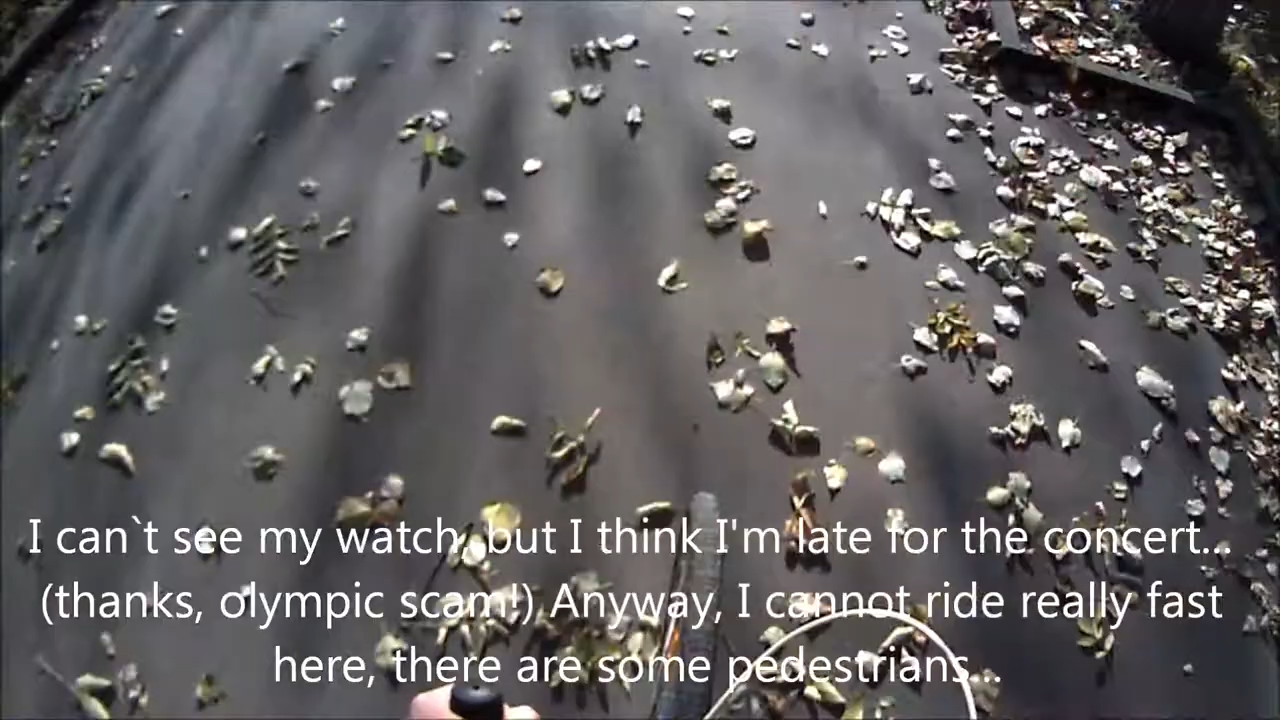 I can`t see my watch, but I think I'm late for the concert...
(thanks, olympic scam!) Anyway, I cannot ride really fast
here, there are some pedestrians...